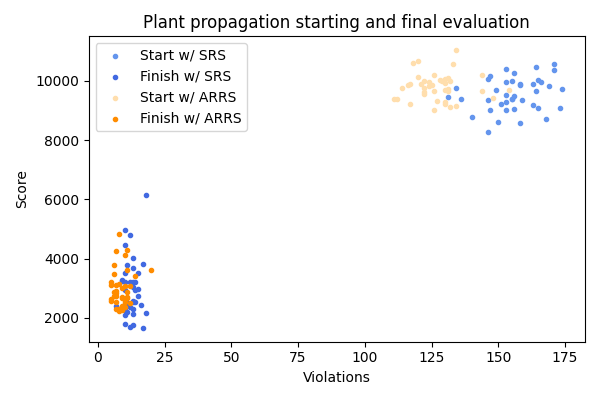 Plant propagation starting and final evaluation
Start w/ SRS
Finish w/ SRS
Start w/ ARRS
Finish w/ ARRS
Score
10000
8000
6000
4000
2000
0 25 50 75 100 125 150 175
Violations